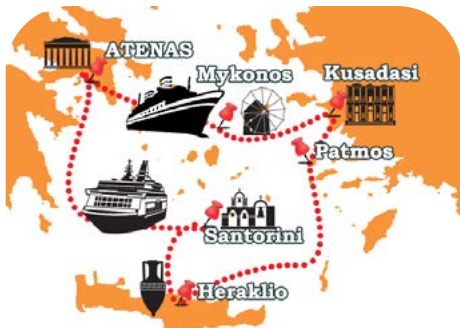 ATENAS
Mykonos
Kusadasi
Patmos
Santorini
Heraklio